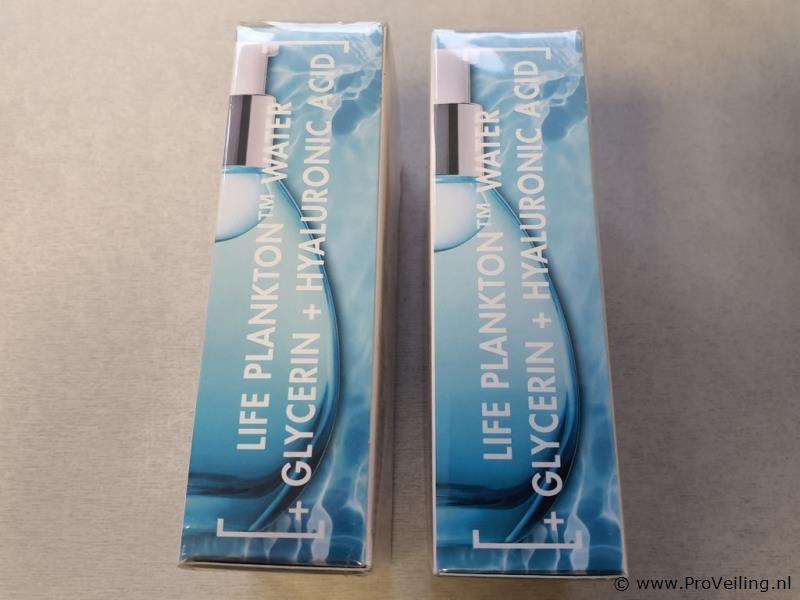 LIFE PLANKTON™ WATER
+ GLYCERIN + HYALURONIC ACID
LIFE PLANKTON™ WATER
+ GLYCERIN + HYALURONIC ACID
© www.ProVeiling.nl